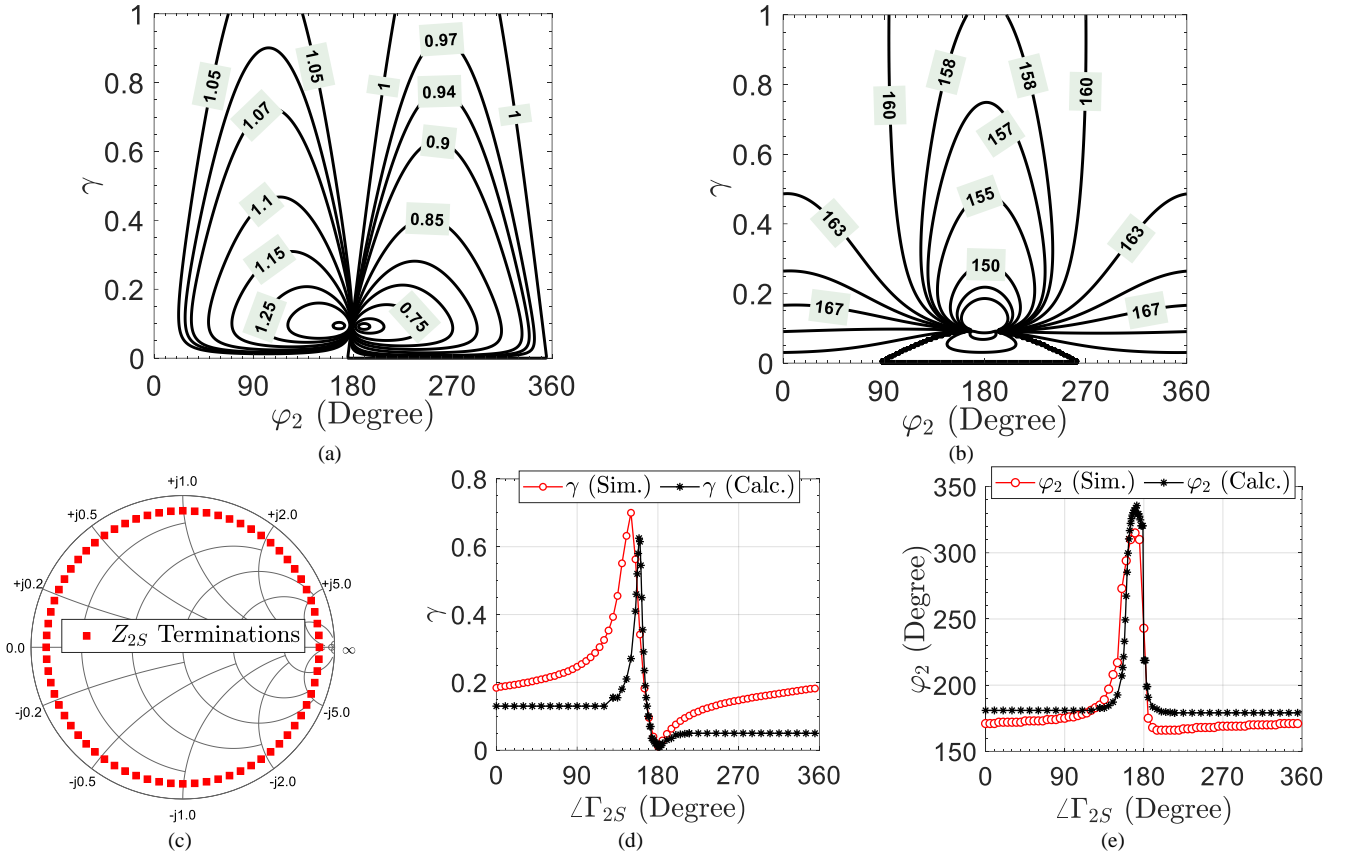 1
0.8
0.6
0.4
0.2
0
γ
1.05
1.05
1
0.97
1.07
0.94
1
0.9
1.1
0.85
1.15
1.25
0.75
0 90 180 270 360
φ₂ (Degree)
(a)
1
0.8
0.6
0.4
0.2
0
γ
160
158
158
160
157
155
163
163
150
167
167
0 90 180 270 360
φ₂ (Degree)
(b)
+j1.0
+j0.5
+j2.0
+j0.2
+j5.0
Z₂S Terminations
0.0
∞
-j0.2
-j5.0
-j0.5
-j2.0
-j1.0
(c)
0.8
0.6
0.4
0.2
0
γ
γ (Sim.) γ (Calc.)
0 90 180 270 360
∠Γ₂S (Degree)
(d)
350
300
250
200
150
φ₂ (Degree)
φ₂ (Sim.) φ₂ (Calc.)
0 90 180 270 360
∠Γ₂S (Degree)
(e)